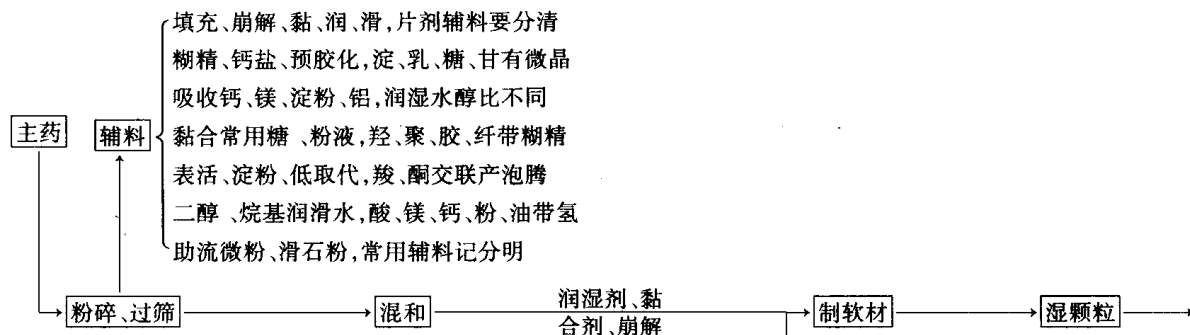 填充、崩解、黏、润、滑,片剂辅料要分清
糊精、钙盐、预胶化,淀、乳、糖、甘有微晶
吸收钙、镁、淀粉、铝,润湿水醇比不同
主药
辅料
黏合常用糖、粉液,羟、聚、胶、纤带糊精
表活、淀粉、低取代,羧、酮交联产泡腾
二醇、烷基润滑水,酸、镁、钙、粉、油带氢
助流微粉、滑石粉,常用辅料记分明
粉碎、过筛
混和
润湿剂、黏
合剂、崩解
制软材
湿颗粒